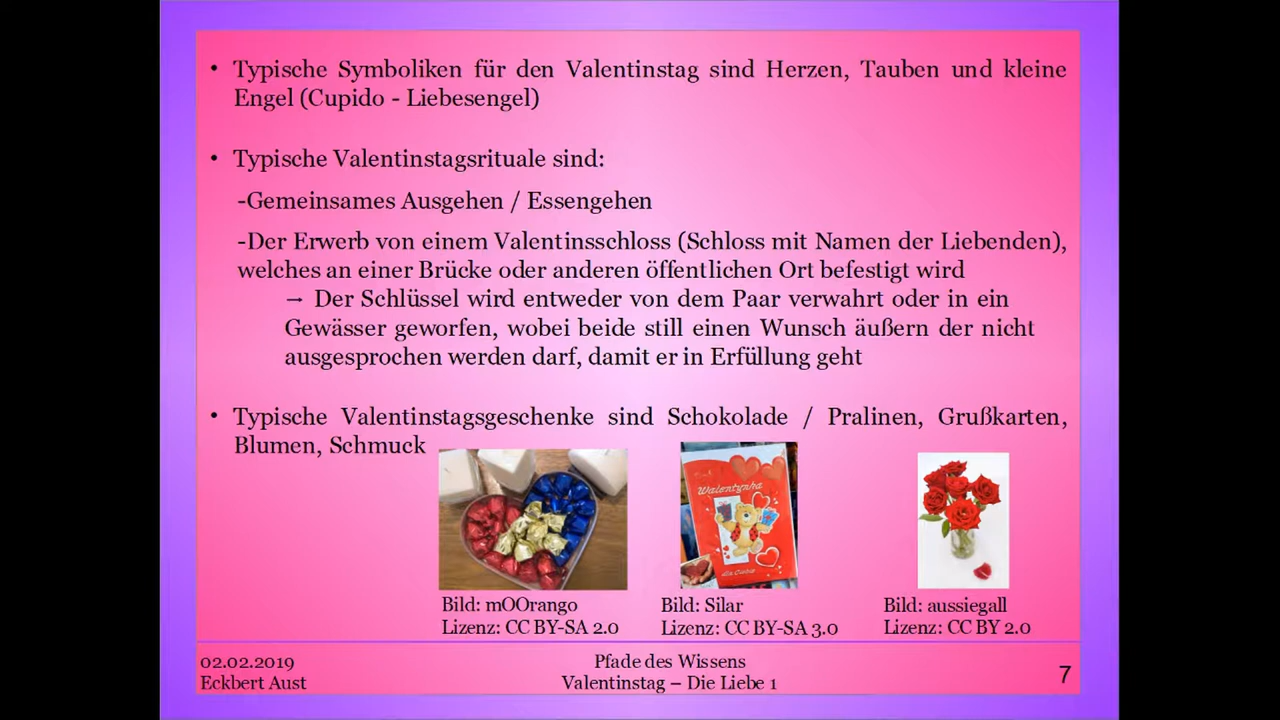 • Typische Symboliken für den Valentinstag sind Herzen, Tauben und kleine
Engel (Cupido - Liebesengel)
• Typische Valentinstagsrituale sind:
-Gemeinsames Ausgehen / Essengehen
-Der Erwerb von einem Valentinsschloss (Schloss mit Namen der Liebenden),
welches an einer Brücke oder anderen öffentlichen Ort befestigt wird
→ Der Schlüssel wird entweder von dem Paar verwahrt oder in ein
Gewässer geworfen, wobei beide still einen Wunsch äußern der nicht
ausgesprochen werden darf, damit er in Erfüllung geht
• Typische Valentinstagsgeschenke sind Schokolade / Pralinen, Grußkarten,
Blumen, Schmuck
Walentynka
dla Ciebie
Bild: mOOrango
Lizenz: CC BY-SA 2.0
Bild: Silar
Lizenz: CC BY-SA 3.0
Bild: aussiegall
Lizenz: CC BY 2.0
02.02.2019
Eckbert Aust
Pfade des Wissens
Valentinstag – Die Liebe 1
7